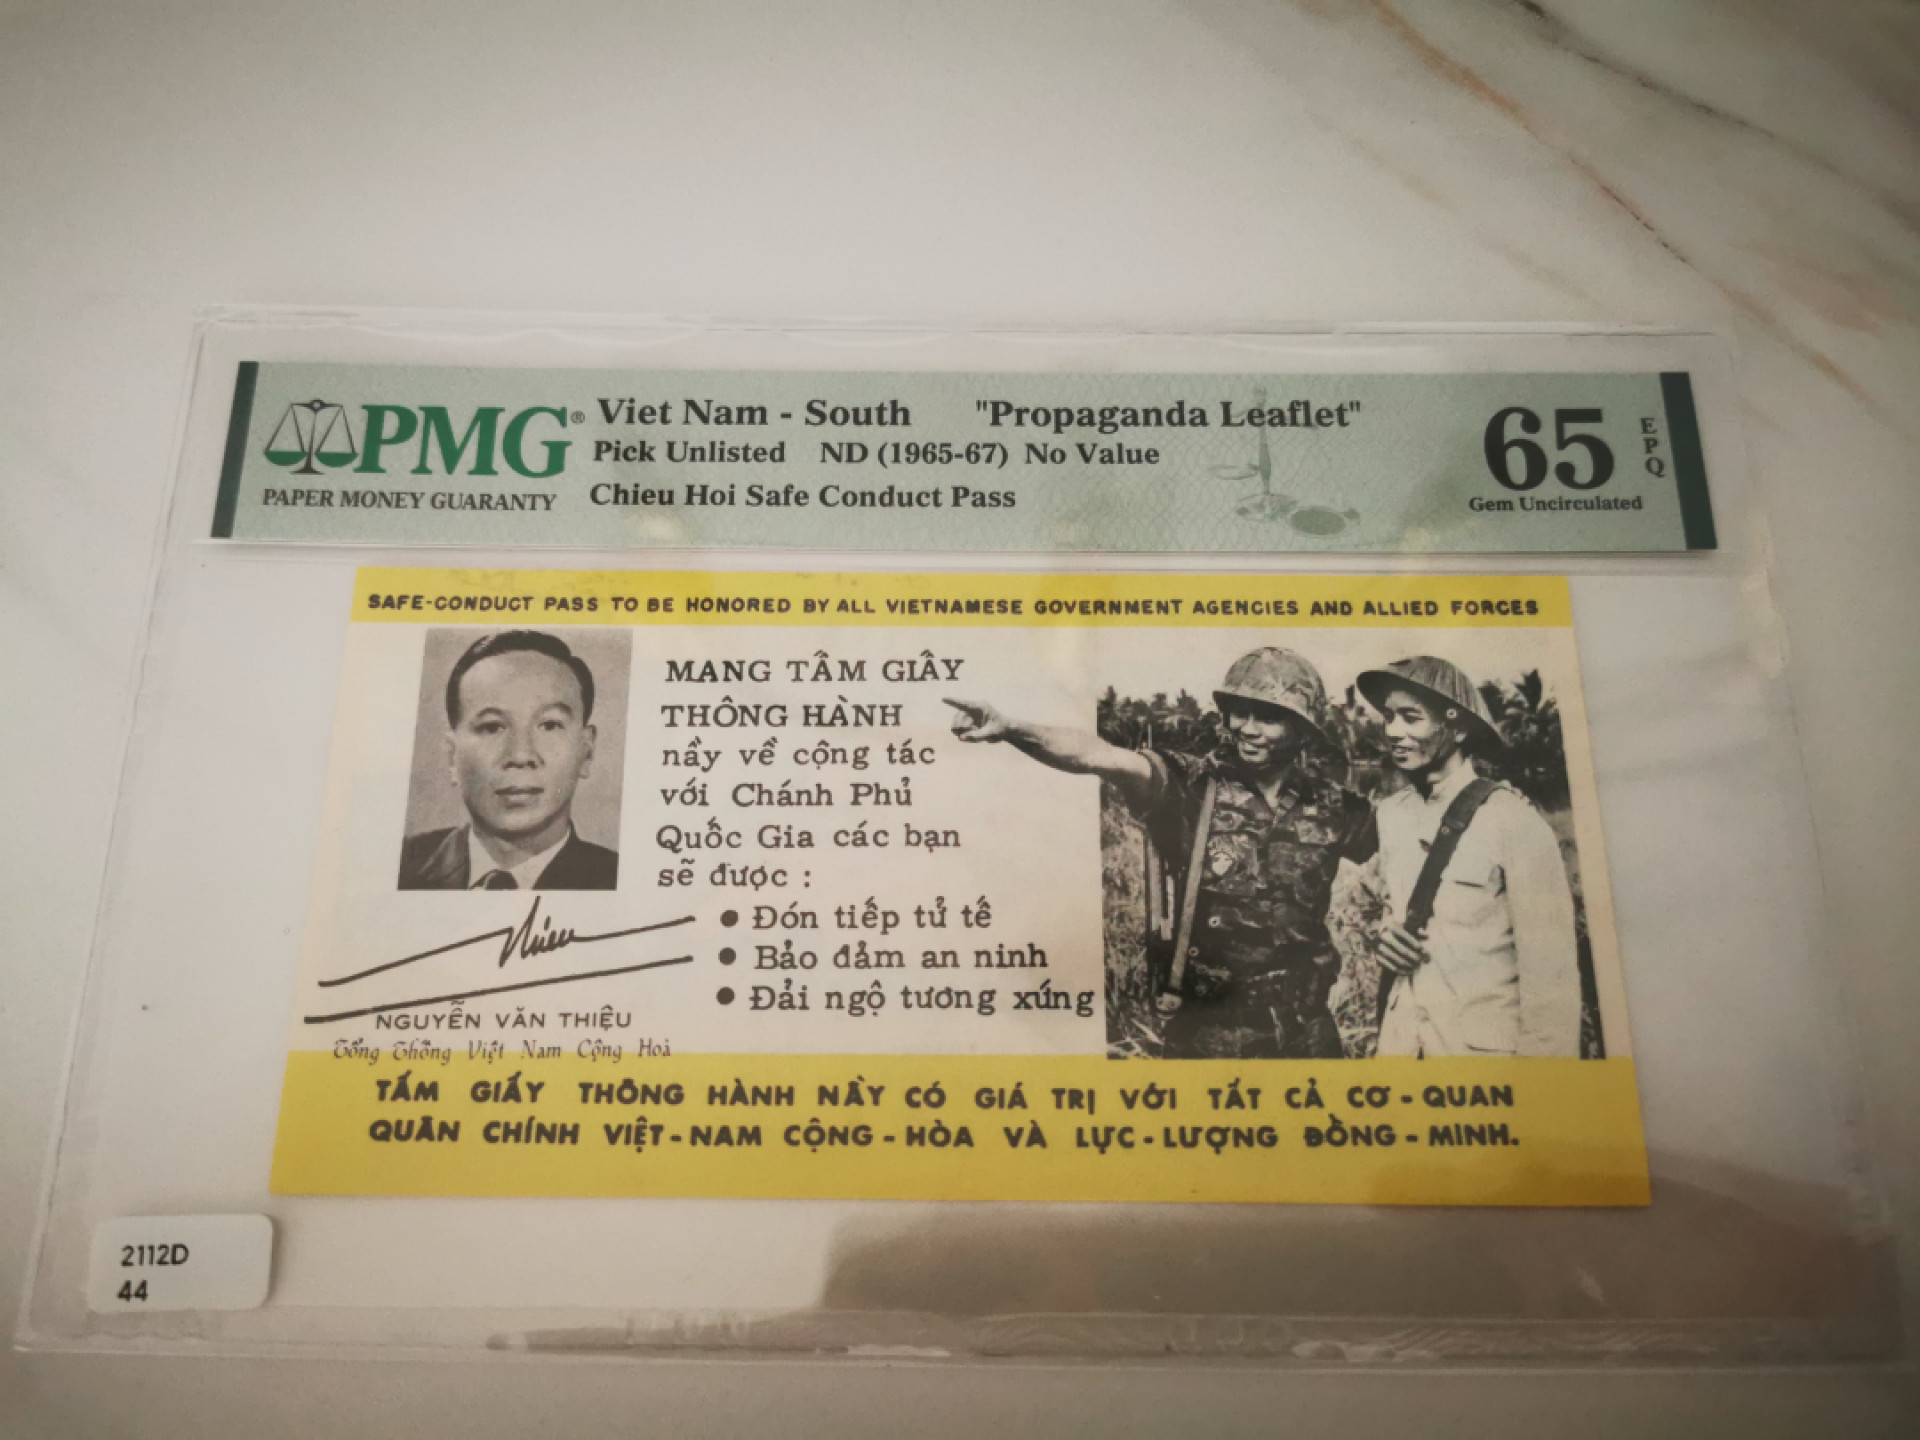 PMG® Viet Nam - South "Propaganda Leaflet" 65 EPQ
Pick Unlisted ND (1965-67) No Value
PAPER MONEY GUARANTY Chieu Hoi Safe Conduct Pass Gem Uncirculated
SAFE-CONDUCT PASS TO BE HONORED BY ALL VIETNAMESE GOVERNMENT AGENCIES AND ALLIED FORCES
MANG TẤM GIẤY
THÔNG HÀNH
nầy về cộng tác
với Chánh Phủ
Quốc Gia các bạn
sẽ được :
● Đón tiếp tử tế
● Bảo đảm an ninh
● Đải ngộ tương xứng
NGUYỄN VĂN THIỆU
Tổng Thống Việt Nam Cộng Hoà
TẤM GIẤY THÔNG HÀNH NẦY CÓ GIÁ TRỊ VỚI TẤT CẢ CƠ - QUAN
QUÂN CHÍNH VIỆT - NAM CỘNG - HÒA VÀ LỰC - LƯỢNG ĐỒNG - MINH.
2112D
44